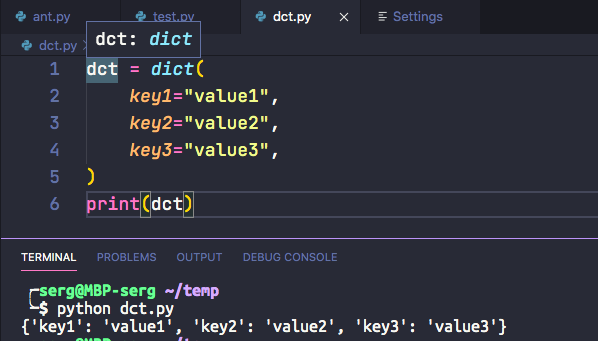 ant.py test.py dct.py × Settings
dct: dict
dct.py
1 dct = dict(
2 key1="value1",
3 key2="value2",
4 key3="value3",
5 )
6 print(dct)
TERMINAL PROBLEMS OUTPUT DEBUG CONSOLE
serg@MBP-serg ~/temp
$ python dct.py
{'key1': 'value1', 'key2': 'value2', 'key3': 'value3'}